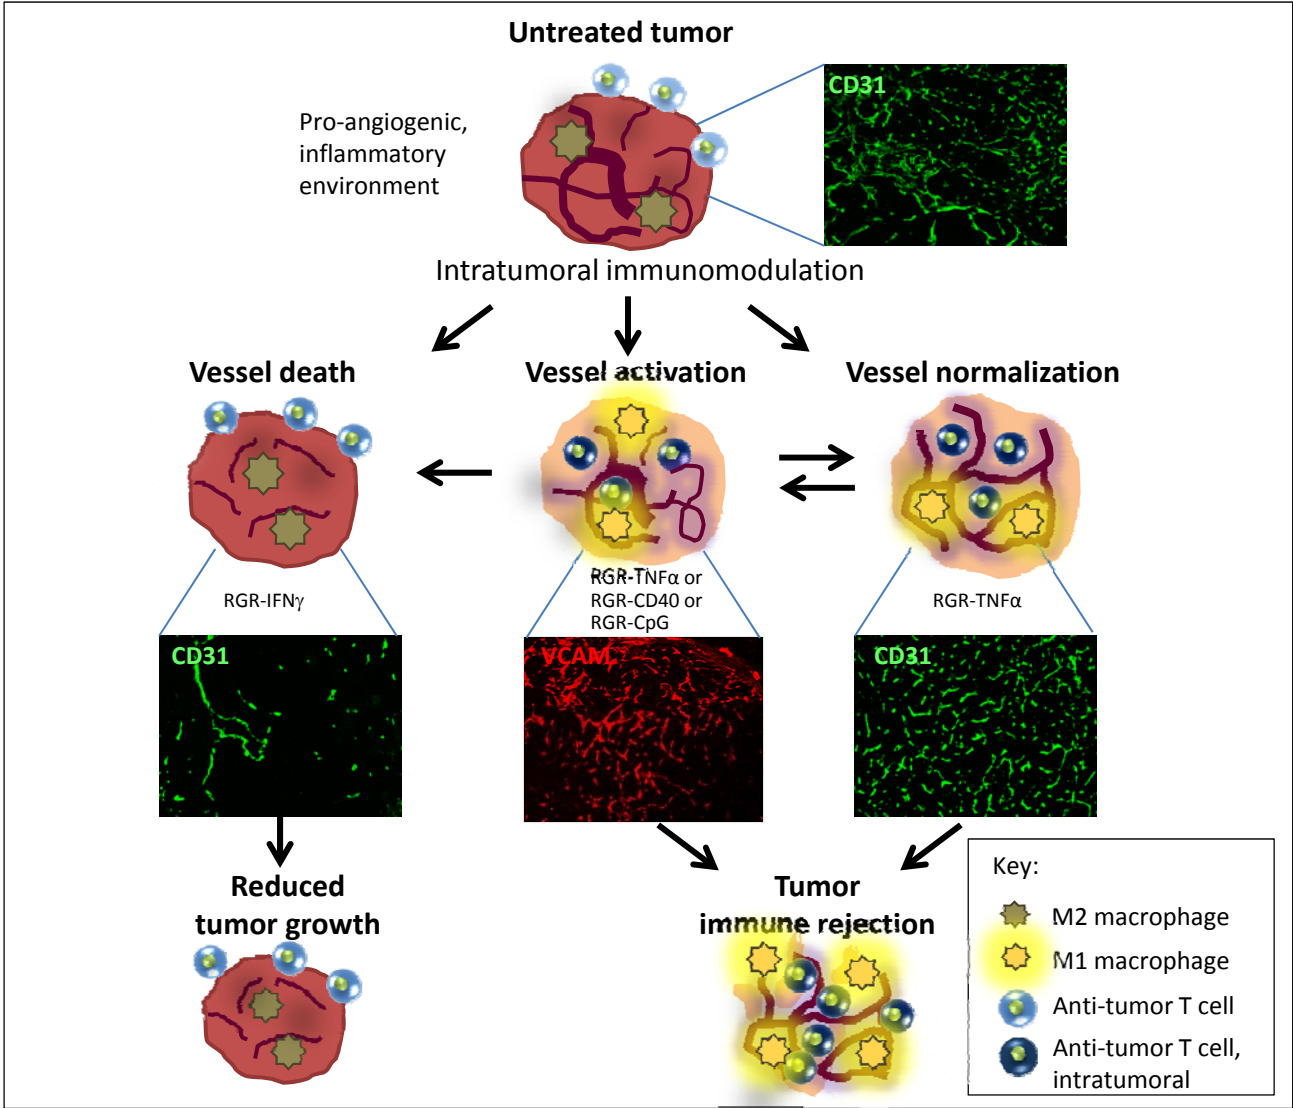 Untreated tumor
CD31
Pro-angiogenic,
inflammatory
environment
Intratumoral immunomodulation
Vessel death
Vessel activation
Vessel normalization
RGR-IFNγ
RGR-TNFα or
RGR-CD40 or
RGR-CpG
RGR-TNFα
CD31
VCAM
CD31
Reduced
tumor growth
Tumor
immune rejection
Key:
M2 macrophage
M1 macrophage
Anti-tumor T cell
Anti-tumor T cell,
intratumoral